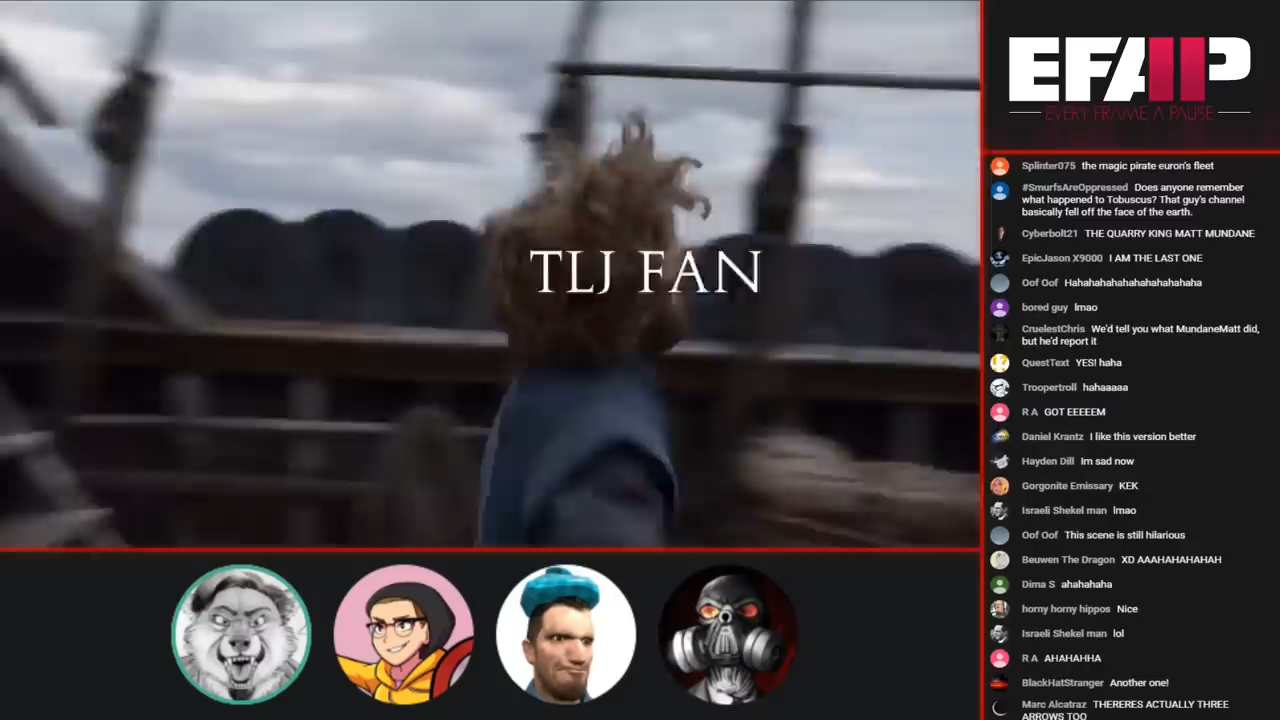 TLJ FAN
EFAP
EVERY FRAME A PAUSE
Splinter075 the magic pirate euron's fleet
#SmurfsAreOppressed Does anyone remember
what happened to Tobuscus? That guy's channel
basically fell off the face of the earth.
Cyberbolt21 THE QUARRY KING MATT MUNDANE
EpicJason X9000 I AM THE LAST ONE
Oof Oof Hahahahahahahahahahahaha
bored guy lmao
CruelestChris We'd tell you what MundaneMatt did,
but he'd report it
QuestText YES! haha
Troopertroll hahaaaaa
R A GOT EEEEEM
Daniel Krantz I like this version better
Hayden Dill Im sad now
Gorgonite Emissary KEK
Israeli Shekel man lmao
Oof Oof This scene is still hilarious
Beuwen The Dragon XD AAAHAHAHAHAH
Dima S ahahahaha
horny horny hippos Nice
Israeli Shekel man lol
R A AHAHAHHA
BlackHatStranger Another one!
Marc Alcatraz THERERES ACTUALLY THREE
ARROWS TOO